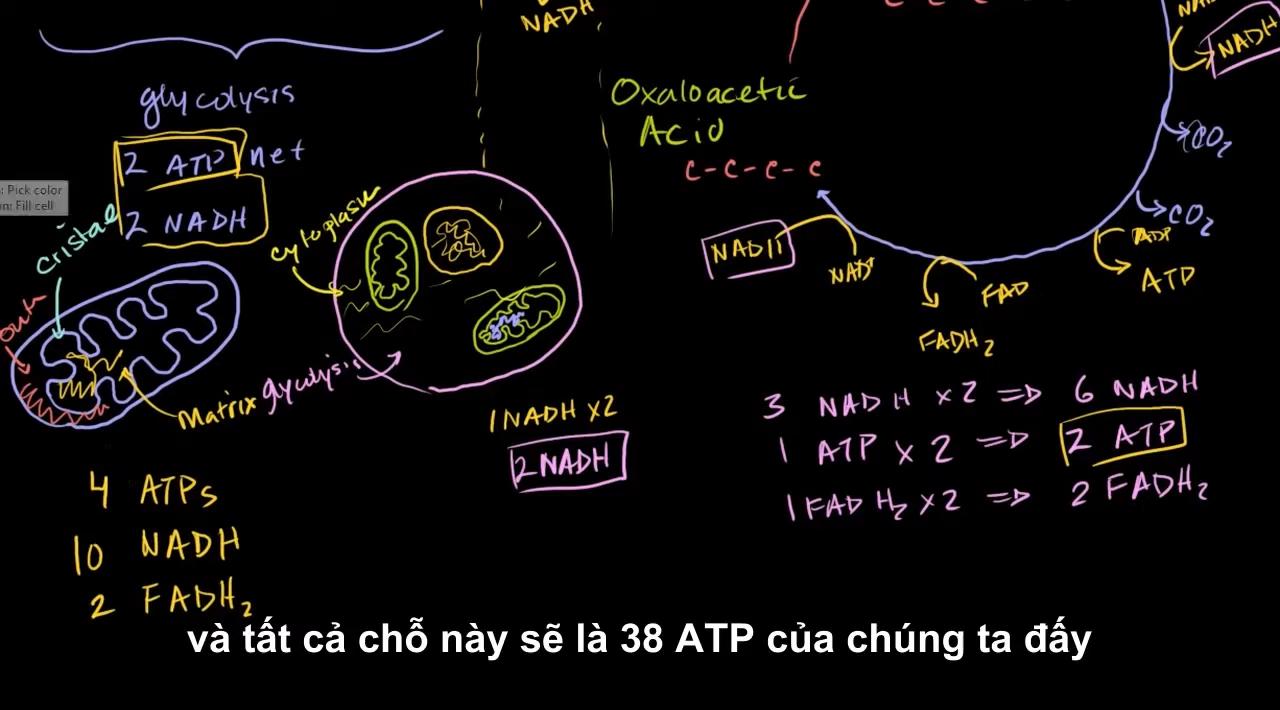 NADH
glycolysis
2 ATP net
2 NADH
: Pick color
n: Fill cell
cristae
outer
Matrix
cytoplasm
glycolysis
1 NADH x2
2 NADH
Oxaloacetic
Acid
C-C-C-C
NADH
CO2
CO2
ADP
ATP
FAD
FADH2
NAD+
NADH
3 NADH x 2 => 6 NADH
1 ATP x 2 => 2 ATP
1 FADH2 x 2 => 2 FADH2
4 ATPs
10 NADH
2 FADH2
và tất cả chỗ này sẽ là 38 ATP của chúng ta đấy